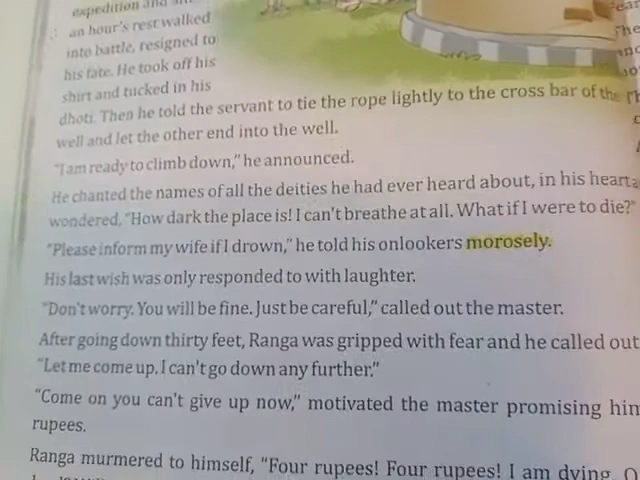 expedition and
an hour's rest walked
into battle, resigned to
his fate. He took off his
shirt and tucked in his
dhoti. Then he told the servant to tie the rope lightly to the cross bar of the
well and let the other end into the well.
"I am ready to climb down," he announced.
He chanted the names of all the deities he had ever heard about, in his heart
wondered, "How dark the place is! I can't breathe at all. What if I were to die?"
"Please inform my wife if I drown," he told his onlookers morosely.
His last wish was only responded to with laughter.
"Don't worry. You will be fine. Just be careful," called out the master.
After going down thirty feet, Ranga was gripped with fear and he called out
"Let me come up. I can't go down any further."
"Come on you can't give up now," motivated the master promising him
rupees.
Ranga murmered to himself, "Four rupees! Four rupees! I am dying. O